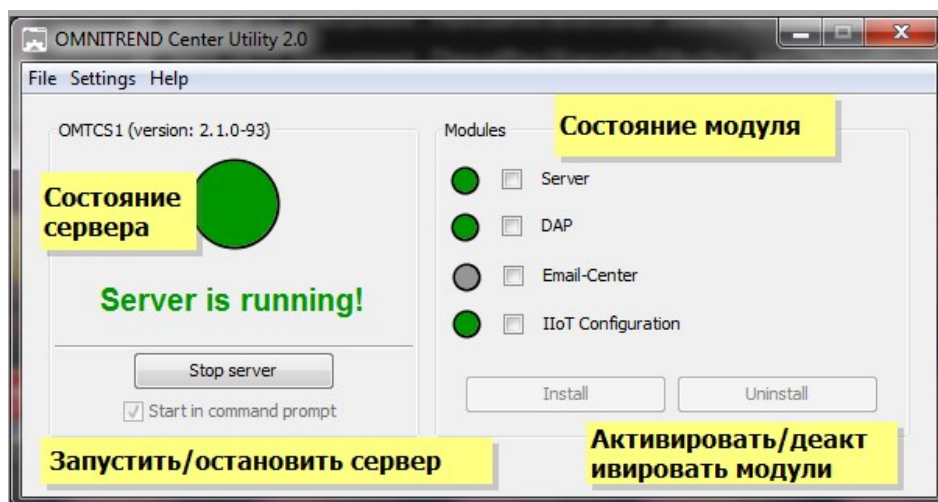 OMNITREND Center Utility 2.0
File Settings Help
OMTCS1 (version: 2.1.0-93)
Состояние
сервера
Server is running!
Stop server
Start in command prompt
Запустить/остановить сервер
Modules
Состояние модуля
Server
DAP
Email-Center
IIoT Configuration
Install
Uninstall
Активировать/деакт
ивировать модули